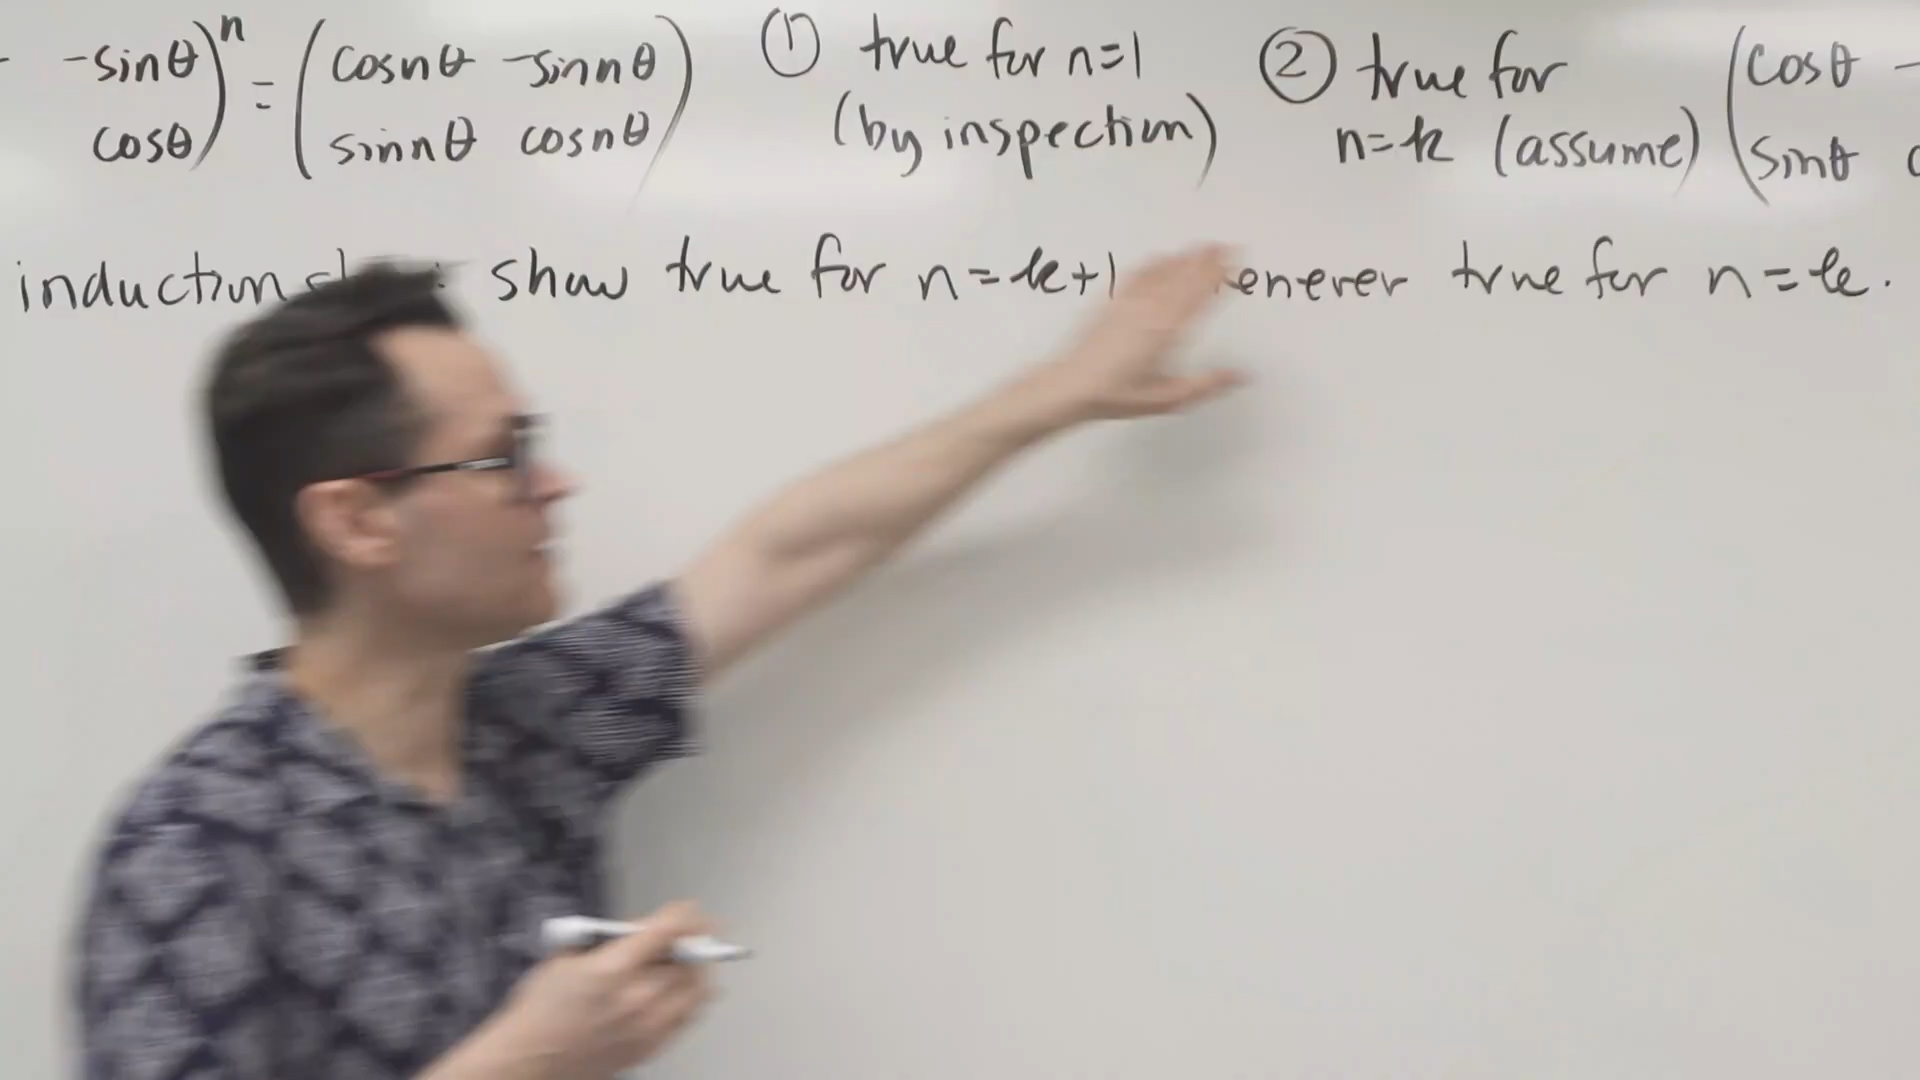 -sinθ)ⁿ = (cosnθ -sinnθ
cosθ) sinnθ cosnθ)
① true for n=1
(by inspection)
② true for
n=k (assume)
(cosθ -
sinθ
induction show true for n=k+1 true for n=k.